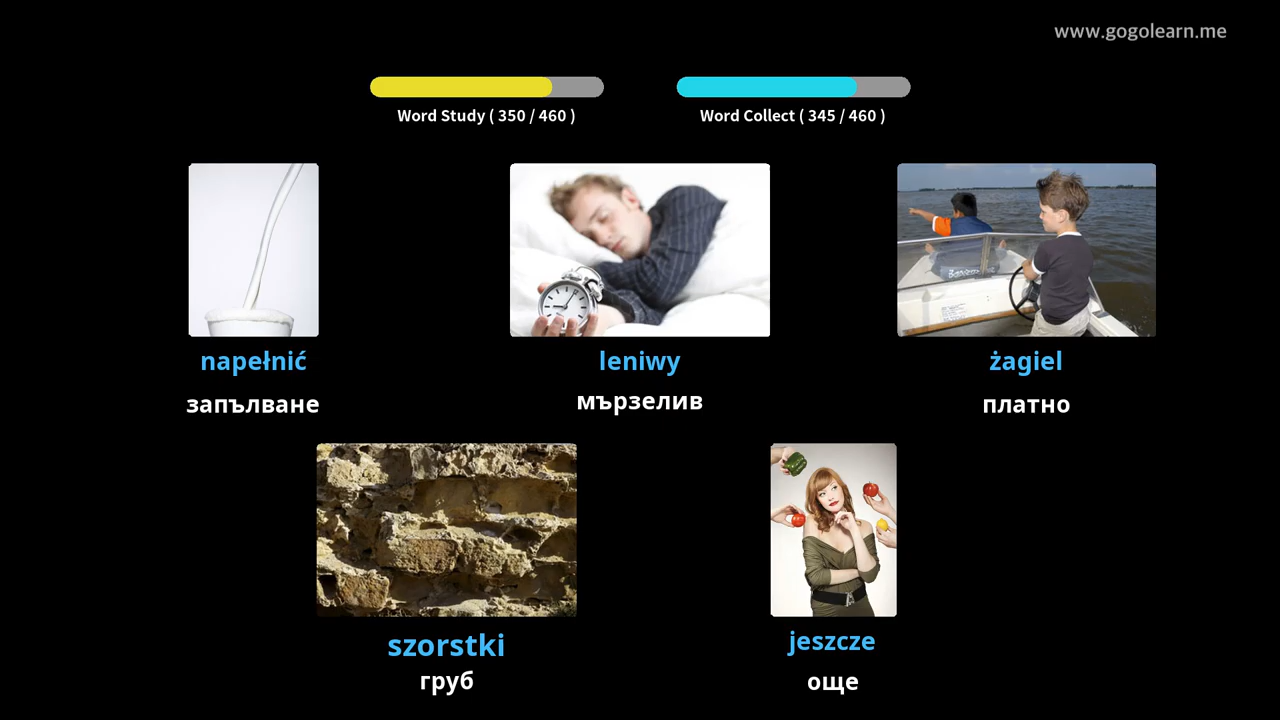 www.gogolearn.me
Word Study ( 350 / 460 )
Word Collect ( 345 / 460 )
napełnić
запълване
leniwy
мързелив
żagiel
платно
szorstki
груб
jeszcze
още